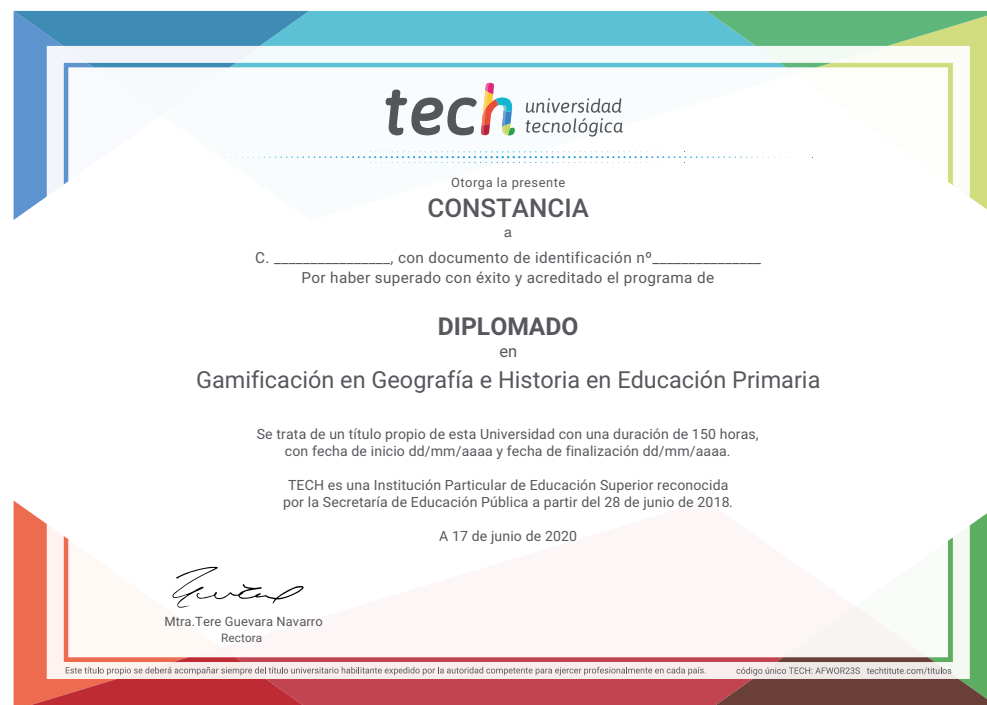 tech universidad
tecnológica
Otorga la presente
CONSTANCIA
a
C. ________________, con documento de identificación nº_______________
Por haber superado con éxito y acreditado el programa de
DIPLOMADO
en
Gamificación en Geografía e Historia en Educación Primaria
Se trata de un título propio de esta Universidad con una duración de 150 horas,
con fecha de inicio dd/mm/aaaa y fecha de finalización dd/mm/aaaa.
TECH es una Institución Particular de Educación Superior reconocida
por la Secretaría de Educación Pública a partir del 28 de junio de 2018.
A 17 de junio de 2020
Mtra.Tere Guevara Navarro
Rectora
Este título propio se deberá acompañar siempre del título universitario habilitante expedido por la autoridad competente para ejercer profesionalmente en cada país. código único TECH: AFWOR23S techtitute.com/titulos